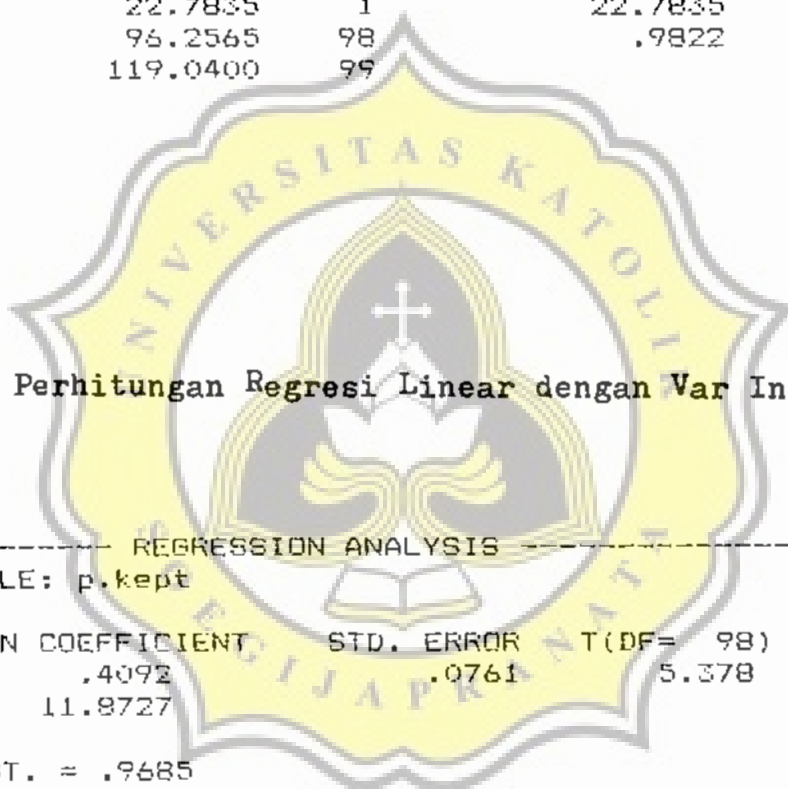 22.7835 1 22.7835
96.2565 98 .9822
119.0400 99
UNIVERSITAS KATOLIK
Perhitungan Regresi Linear dengan Var In
------- REGRESSION ANALYSIS -------
LE: p.kept
N COEFFICIENT STD. ERROR T(DF= 98)
.4092 .0761 5.378
11.8727
SOEGIJAPRANATA
T. = .9685